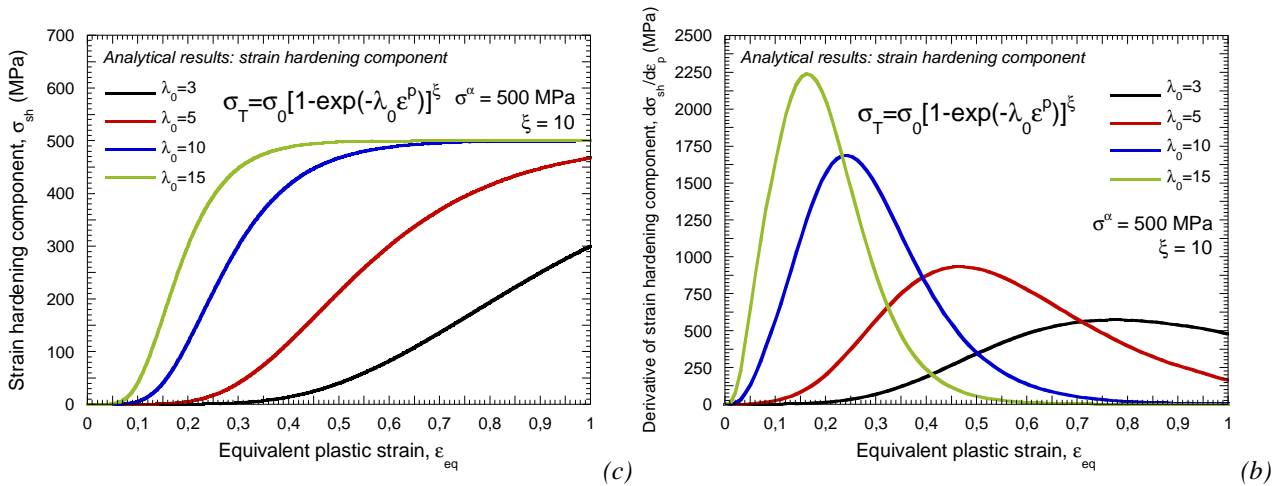 Strain hardening component, σsh (MPa)
700
600
500
400
300
200
100
0
Analytical results: strain hardening component
λ0=3
λ0=5
λ0=10
λ0=15
σT=σ0[1-exp(-λ0εp)]ξ
σα = 500 MPa
ξ = 10
0 0,1 0,2 0,3 0,4 0,5 0,6 0,7 0,8 0,9 1
Equivalent plastic strain, εeq
(c)
Derivative of strain hardening component, dσsh/dεp (MPa)
2500
2250
2000
1750
1500
1250
1000
750
500
250
0
Analytical results: strain hardening component
σT=σ0[1-exp(-λ0εp)]ξ
λ0=3
λ0=5
λ0=10
λ0=15
σα = 500 MPa
ξ = 10
0 0,1 0,2 0,3 0,4 0,5 0,6 0,7 0,8 0,9 1
Equivalent plastic strain, εeq
(b)